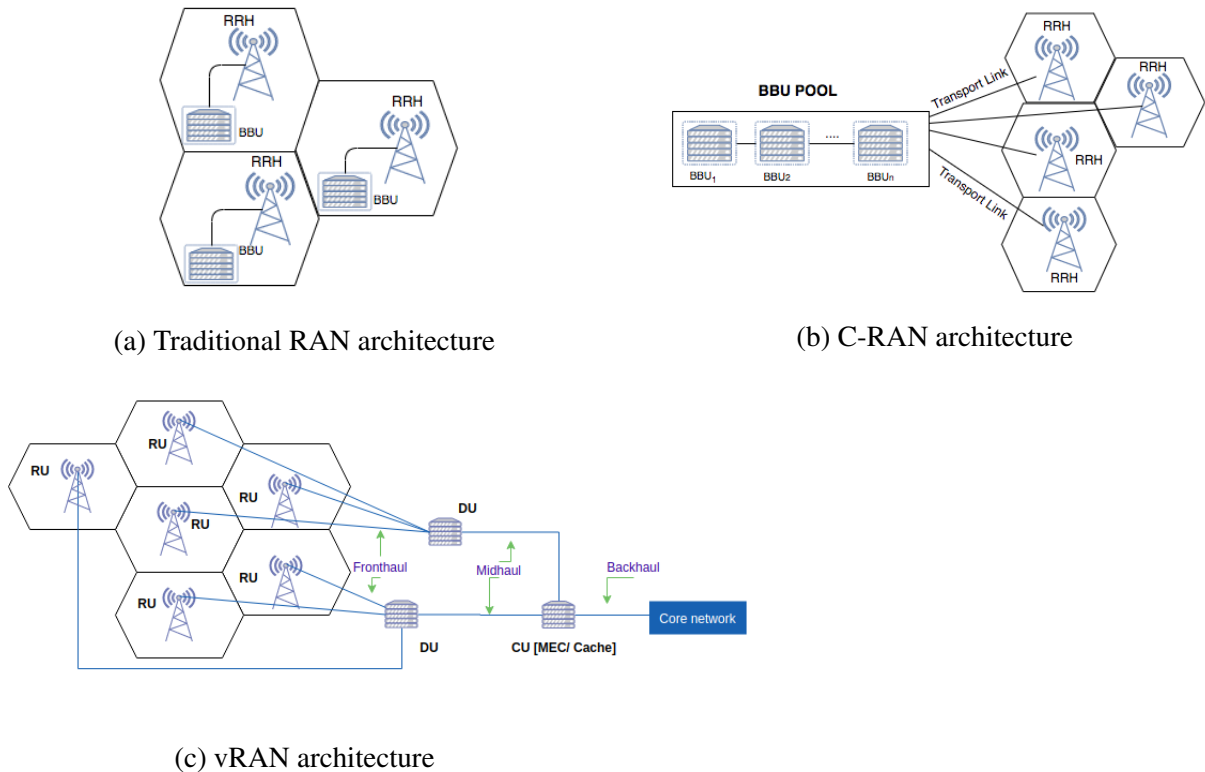 RRH
BBU
RRH
BBU
RRH
BBU
(a) Traditional RAN architecture
BBU POOL
BBU1
BBU2
....
BBUn
Transport Link
Transport Link
RRH
RRH
RRH
RRH
(b) C-RAN architecture
RU
RU
RU
RU
RU
RU
DU
Fronthaul
Midhaul
Backhaul
DU
CU [MEC/ Cache]
Core network
(c) vRAN architecture